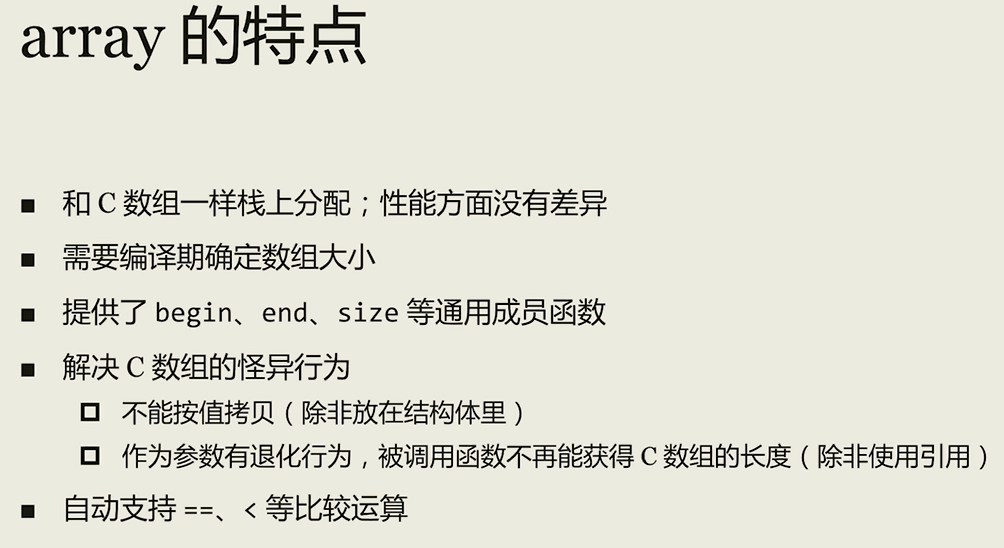 array 的特点
■ 和 C 数组一样栈上分配；性能方面没有差异
■ 需要编译期确定数组大小
■ 提供了 begin、end、size 等通用成员函数
■ 解决 C 数组的怪异行为
不能按值拷贝（除非放在结构体里）
作为参数有退化行为，被调用函数不再能获得 C 数组的长度（除非使用引用）
■ 自动支持 ==、< 等比较运算